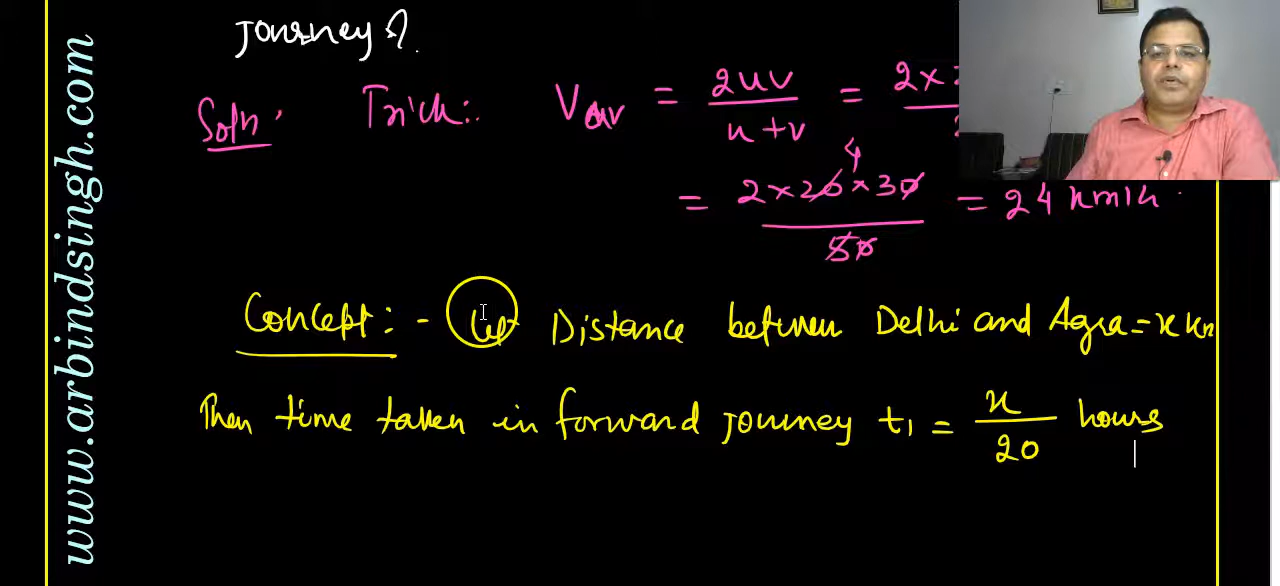 www.arbindsingh.com
Journey?
Soln. Trick:. Vav = 2uv / u+v = 2×
= 2×20×30 / 50 = 24 km/h.
4
Concept:- Let Distance between Delhi and Agra = x km
Then time taken in forward journey t1 = x / 20 hours